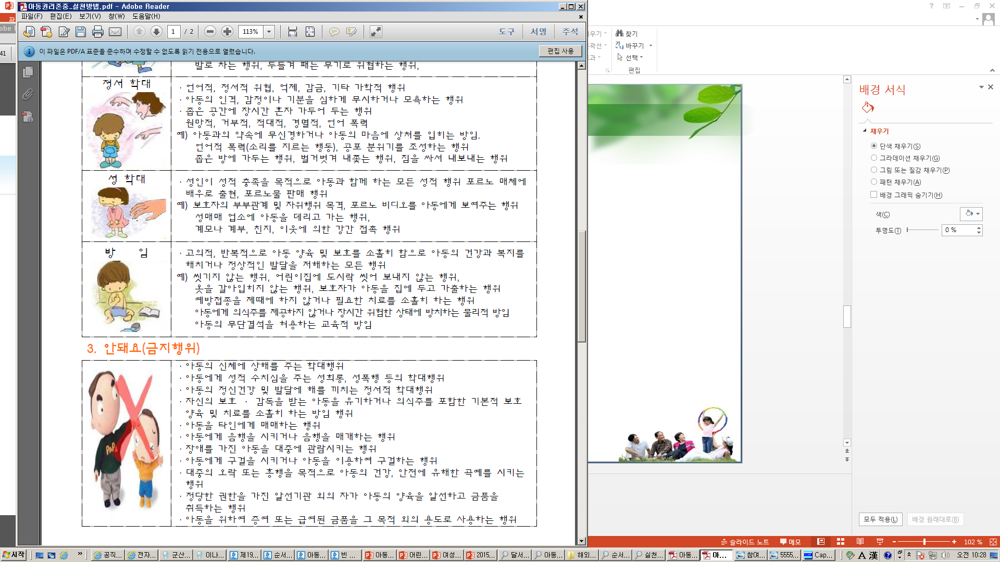 아동권리존중_실천방법.pdf - Adobe Reader
파일(F) 편집(E) 보기(V) 창(W) 도움말(H)
1 / 2 113% 도구 서명 주석
이 파일은 PDF/A 표준을 준수하며 수정할 수 없도록 읽기 전용으로 열렸습니다. 편집 사용
발로 차는 행위, 두들겨 패는 무기로 위협하는 행위,
정서 학대
· 언어적, 정서적 위협, 억제, 감금, 기타 가학적 행위
· 아동의 인격, 감정이나 기분을 심하게 무시하거나 모욕하는 행위
· 좁은 공간에 장시간 혼자 가두어 두는 행위
원망적, 거부적, 적대적, 경멸적, 언어 폭력
예) 아동과의 약속에 무신경하거나 아동의 마음에 상처를 입히는 방임.
언어적 폭력(소리를 지르는 행동), 공포 분위기를 조성하는 행위
좁은 방에 가두는 행위, 벌거벗겨 내쫓는 행위, 짐을 싸서 내보내는 행위
성 학대
· 성인이 성적 충족을 목적으로 아동과 함께 하는 모든 성적 행위 포르노 매체에
배우로 출현, 포르노물 판매 행위
예) 보호자의 부부관계 및 자위행위 목격, 포르노 비디오를 아동에게 보여주는 행위
성매매 업소에 아동을 데리고 가는 행위,
계모나 계부, 친지, 이웃에 의한 강간 접촉 행위
방 임
· 고의적, 반복적으로 아동 양육 및 보호를 소홀히 함으로 아동의 건강과 복지를
해치거나 정상적인 발달을 저해하는 모든 행위
예) 씻기지 않는 행위, 어린이집에 도시락 씻어 보내지 않는 행위,
옷을 갈아입히지 않는 행위, 보호자가 아동을 집에 두고 가출하는 행위
예방접종을 제때에 하지 않거나 필요한 치료를 소홀히 하는 행위
아동에게 의식주를 제공하지 않거나 장시간 위험한 상태에 방치하는 물리적 방임
아동의 무단결석을 허용하는 교육적 방임
3. 안돼요(금지행위)
PAPA
· 아동의 신체에 상해를 주는 학대행위
· 아동에게 성적 수치심을 주는 성희롱, 성폭행 등의 학대행위
· 아동의 정신건강 및 발달에 해를 끼치는 정서적 학대행위
· 자신의 보호 · 감독을 받는 아동을 유기하거나 의식주를 포함한 기본적 보호
양육 및 치료를 소홀히 하는 방임 행위
· 아동을 타인에게 매매하는 행위
· 아동에게 음행을 시키거나 음행을 매개하는 행위
· 장애를 가진 아동을 대중에 관람시키는 행위
· 아동에게 구걸을 시키거나 아동을 이용하여 구걸하는 행위
· 대중의 오락 또는 흥행을 목적으로 아동의 건강, 안전에 유해한 곡예를 시키는
행위
· 정당한 권한을 가진 알선기관 외의 자가 아동의 양육을 알선하고 금품을
취득하는 행위
· 아동을 위하여 증여 또는 급여된 금품을 그 목적 외의 용도로 사용하는 행위
찾기
바꾸기
선택
편집
배경 서식
채우기
단색 채우기(S)
그라데이션 채우기(G)
그림 또는 질감 채우기(P)
패턴 채우기(A)
배경 그래픽 숨기기(H)
색(C)
투명도(T) 0 %
모두 적용(L) 배경 원래대로(B)
슬라이드 노트 메모 102 %
시작 공직... 전자... 군산... 이나... 제19... 순서... 아동... 빈 ... 아동... 어린... 여성... 2015... 달서... 아동... 해외... 순서... 실천... 아동... 아... 참여... 5555,... Cap... A 漢 오전 10:28